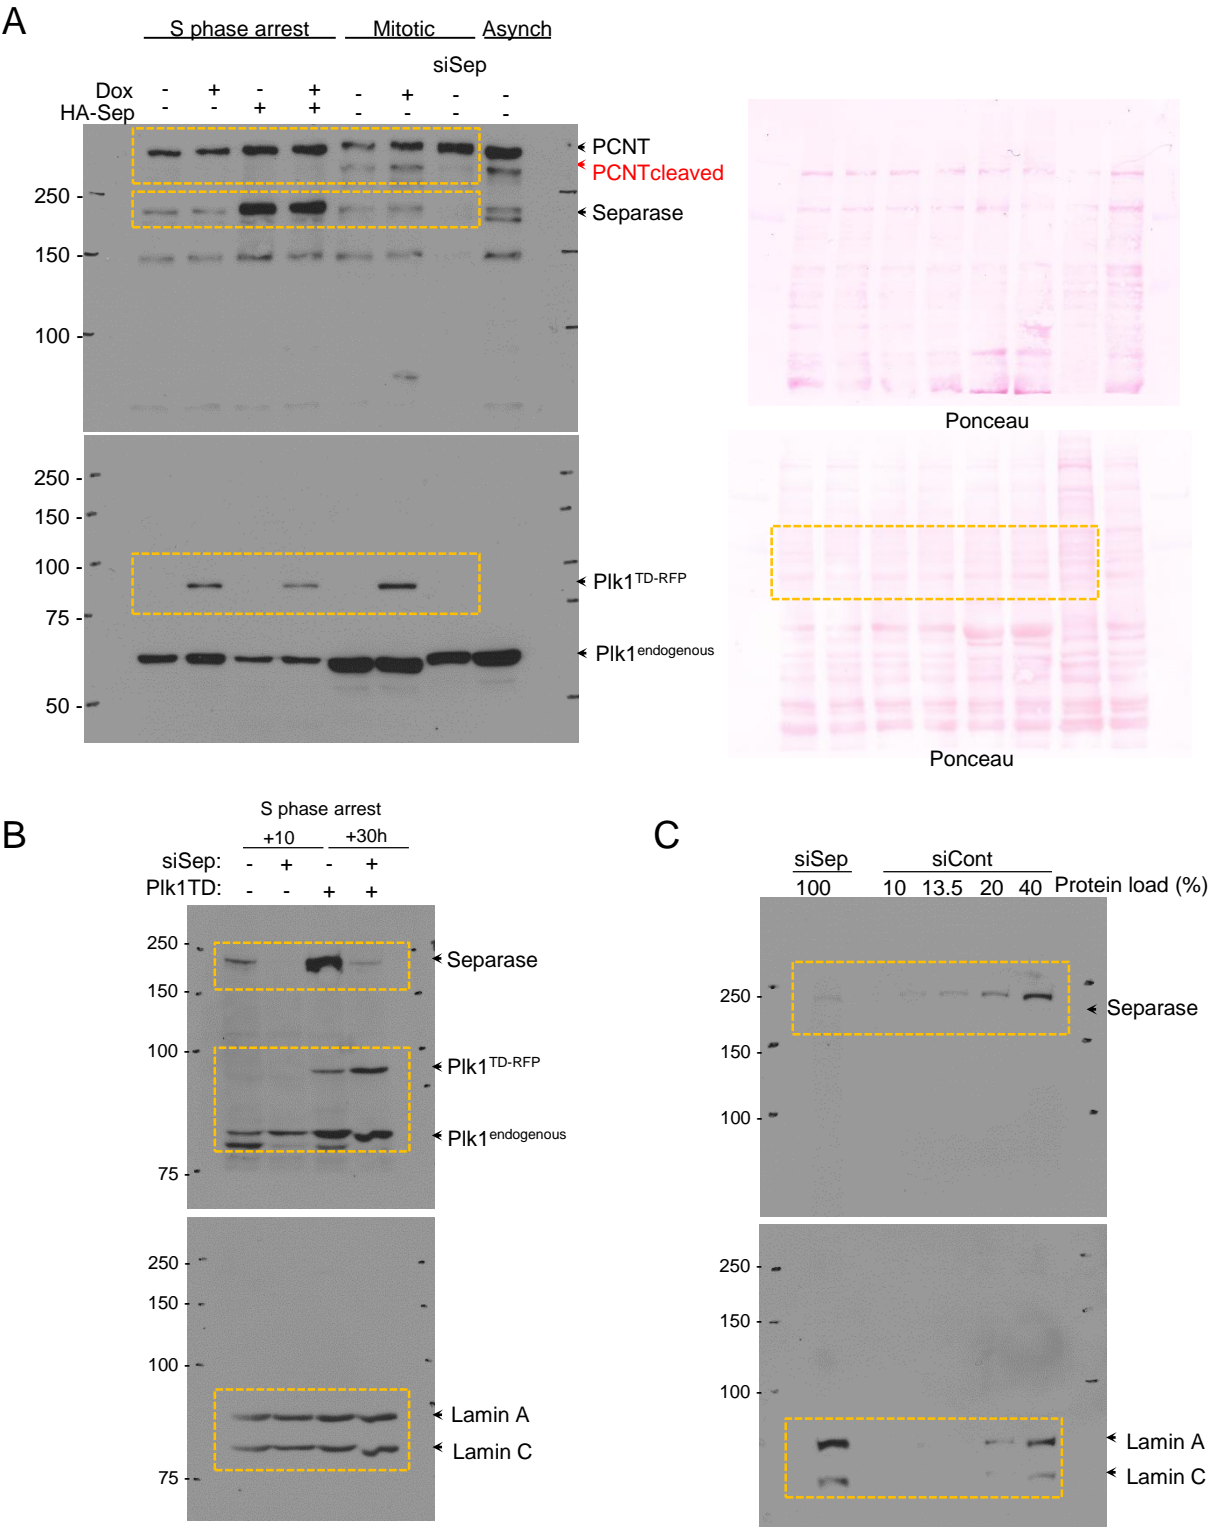 A
S phase arrest Mitotic Asynch
siSep
Dox - + - + - + - -
HA-Sep - - + + - - - -
PCNT
PCNTcleaved
250 -
Separase
150 -
100 -
Ponceau
250 -
150 -
100 -
Plk1TD-RFP
75 -
Plk1endogenous
50 -
Ponceau
B
S phase arrest
+10 +30h
siSep: - + - +
Plk1TD: - - + +
250 -
Separase
150 -
100 -
Plk1TD-RFP
Plk1endogenous
75 -
250 -
150 -
100 -
Lamin A
Lamin C
75 -
C
siSep siCont
100 10 13.5 20 40 Protein load (%)
250 -
Separase
150 -
100 -
250 -
150 -
100 -
Lamin A
Lamin C